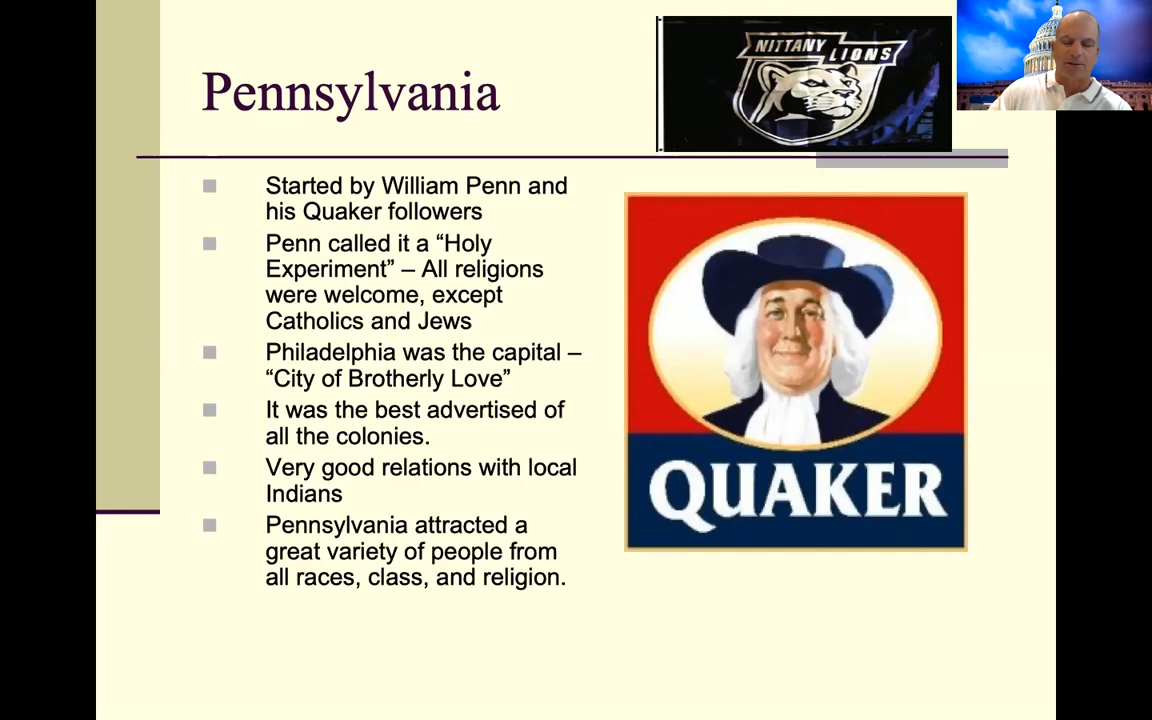 NITTANY LIONS
Pennsylvania
Started by William Penn and
his Quaker followers
Penn called it a “Holy
Experiment” – All religions
were welcome, except
Catholics and Jews
Philadelphia was the capital –
“City of Brotherly Love”
It was the best advertised of
all the colonies.
Very good relations with local
Indians
Pennsylvania attracted a
great variety of people from
all races, class, and religion.
QUAKER